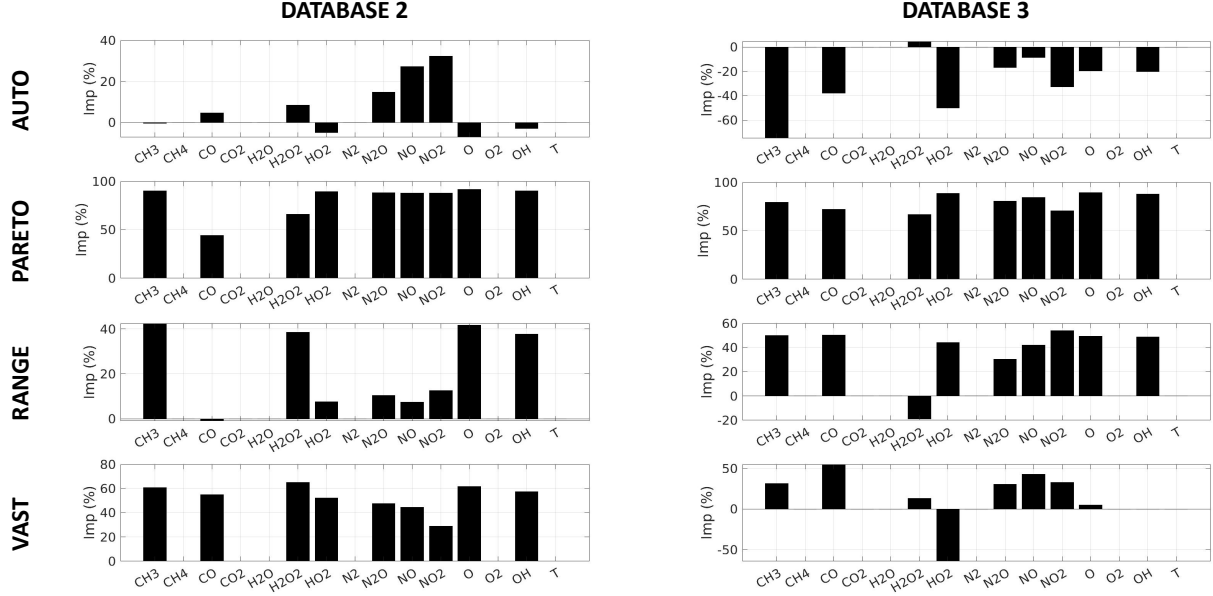 DATABASE 2
DATABASE 3
AUTO
Imp (%)
40
20
0
CH3 CH4 CO CO2 H2O H2O2 HO2 N2 N2O NO NO2 O O2 OH T
Imp (%)
0
-20
-40
-60
CH3 CH4 CO CO2 H2O H2O2 HO2 N2 N2O NO NO2 O O2 OH T
PARETO
Imp (%)
100
50
0
CH3 CH4 CO CO2 H2O H2O2 HO2 N2 N2O NO NO2 O O2 OH T
Imp (%)
100
50
0
CH3 CH4 CO CO2 H2O H2O2 HO2 N2 N2O NO NO2 O O2 OH T
RANGE
Imp (%)
40
20
0
CH3 CH4 CO CO2 H2O H2O2 HO2 N2 N2O NO NO2 O O2 OH T
Imp (%)
60
40
20
0
-20
CH3 CH4 CO CO2 H2O H2O2 HO2 N2 N2O NO NO2 O O2 OH T
VAST
Imp (%)
80
60
40
20
0
CH3 CH4 CO CO2 H2O H2O2 HO2 N2 N2O NO NO2 O O2 OH T
Imp (%)
50
0
-50
CH3 CH4 CO CO2 H2O H2O2 HO2 N2 N2O NO NO2 O O2 OH T